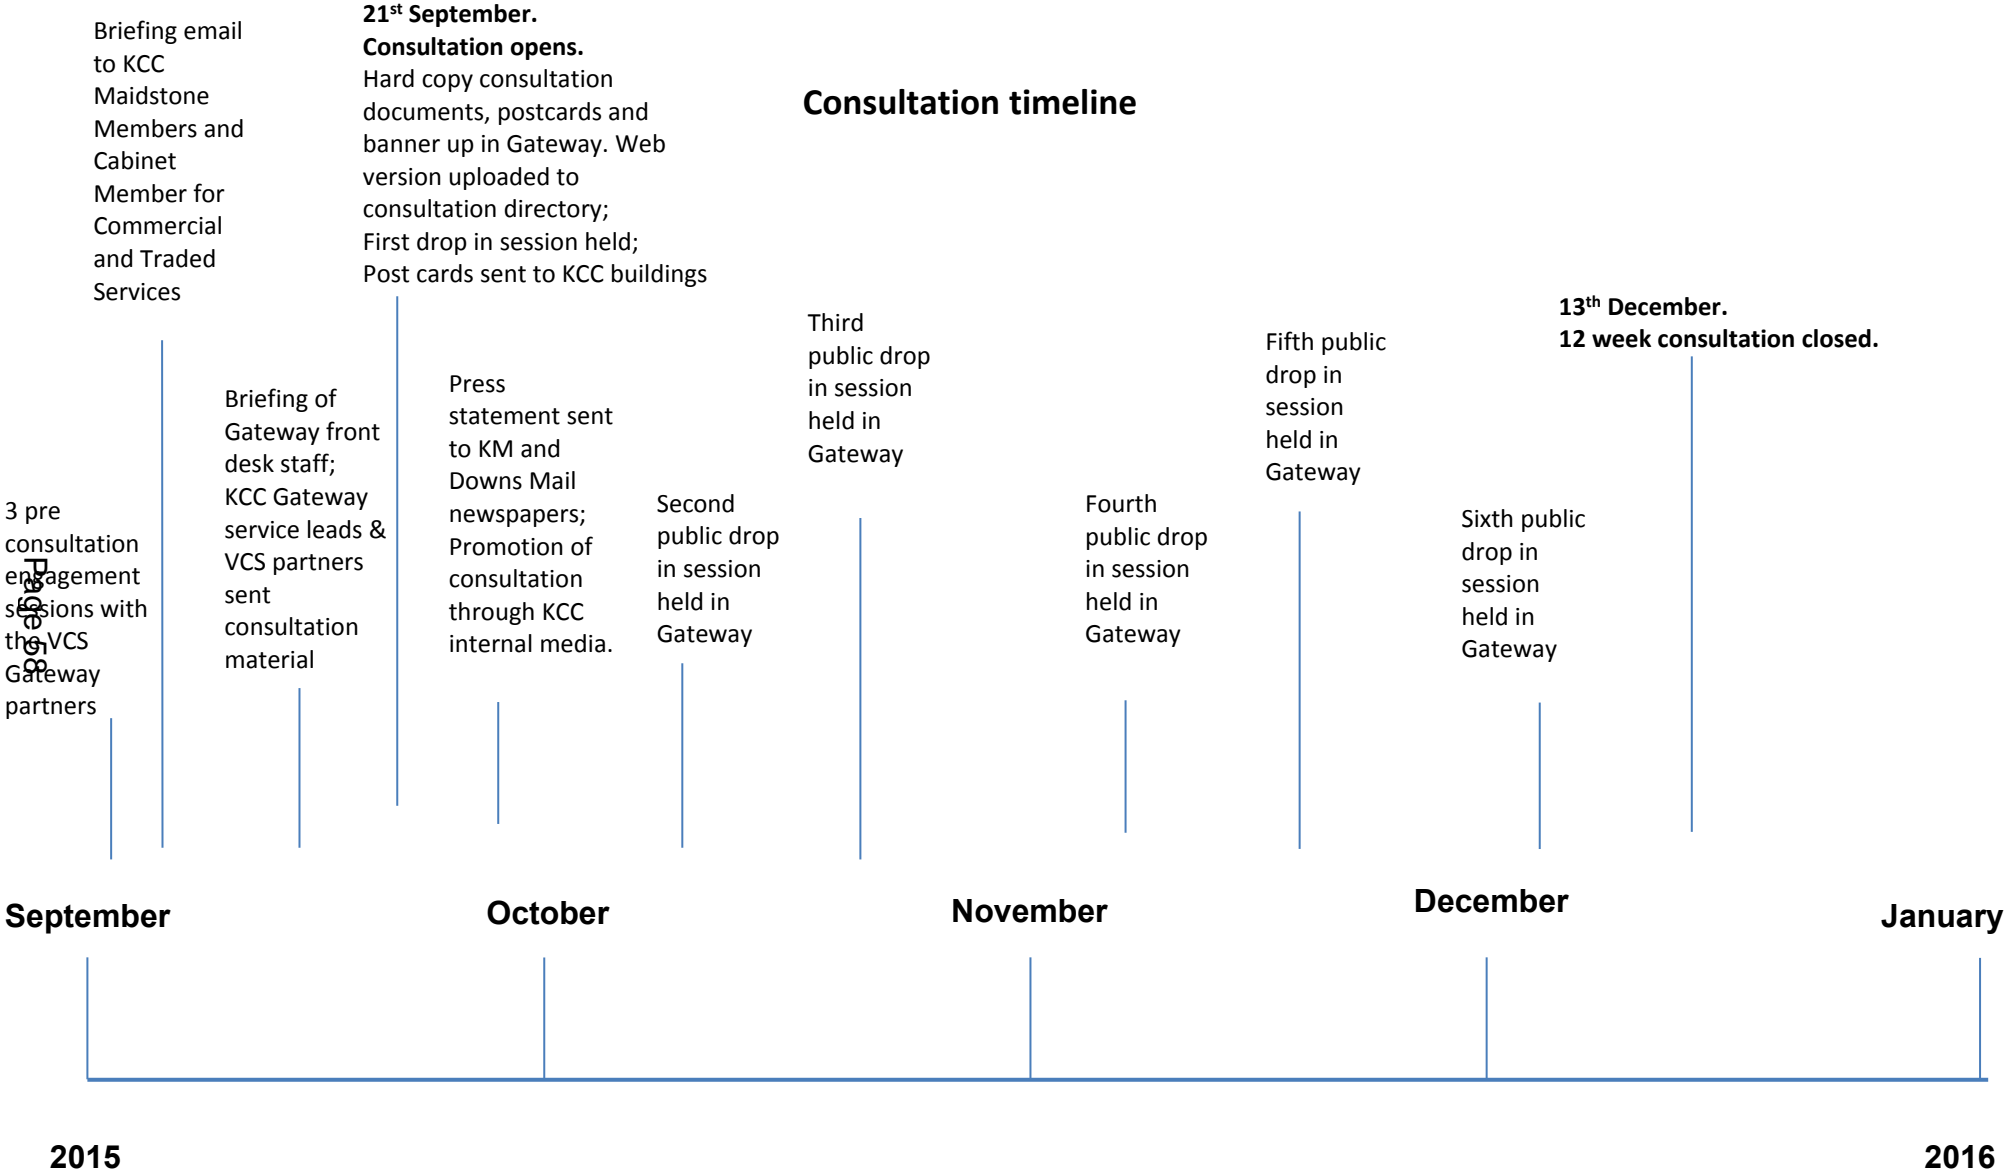 Consultation timeline
3 pre
consultation
engagement
sessions with
the VCS
Gateway
partners
Page 58
Briefing email
to KCC
Maidstone
Members and
Cabinet
Member for
Commercial
and Traded
Services
Briefing of
Gateway front
desk staff;
KCC Gateway
service leads &
VCS partners
sent
consultation
material
21st September.
Consultation opens.
Hard copy consultation
documents, postcards and
banner up in Gateway. Web
version uploaded to
consultation directory;
First drop in session held;
Post cards sent to KCC buildings
Press
statement sent
to KM and
Downs Mail
newspapers;
Promotion of
consultation
through KCC
internal media.
Second
public drop
in session
held in
Gateway
Third
public drop
in session
held in
Gateway
Fourth
public drop
in session
held in
Gateway
Fifth public
drop in
session
held in
Gateway
Sixth public
drop in
session
held in
Gateway
13th December.
12 week consultation closed.
September
October
November
December
January
2015
2016